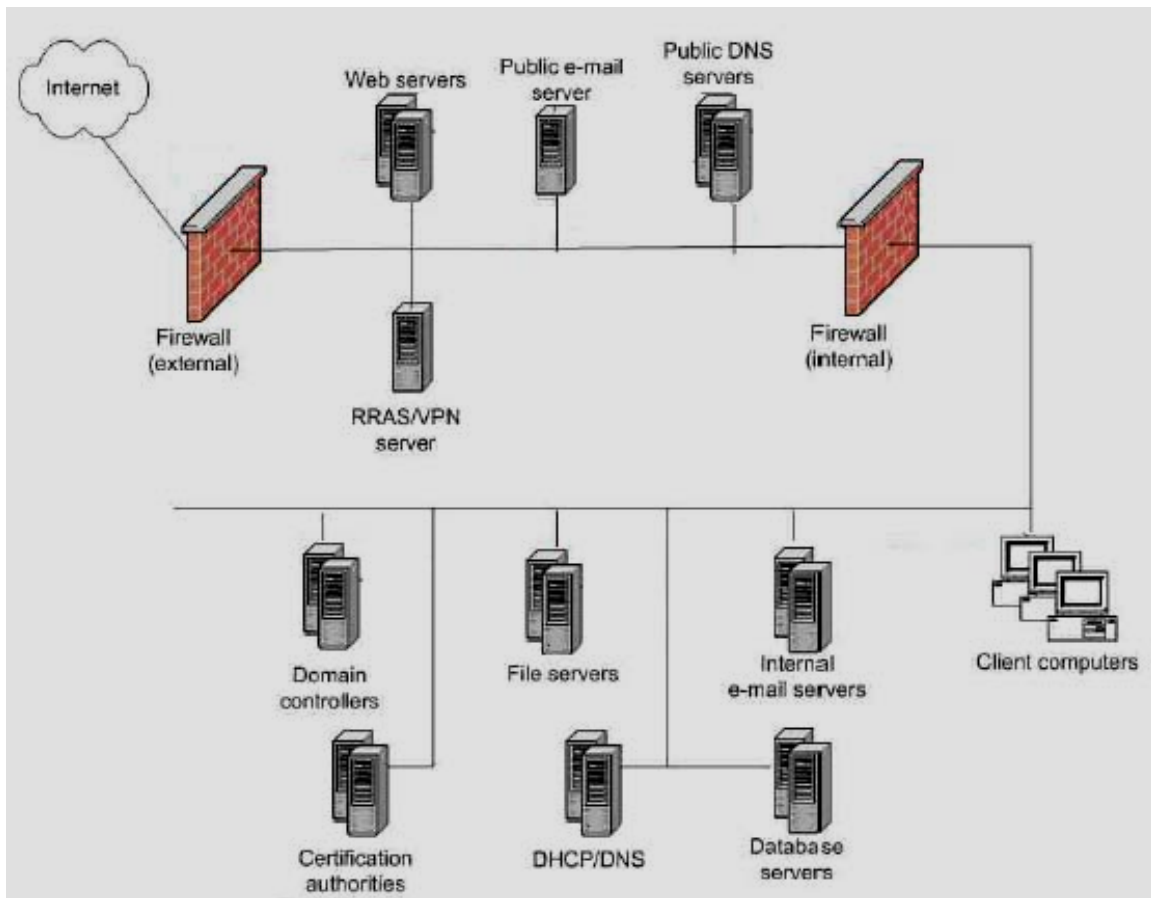 Internet
Web servers
Public e-mail
server
Public DNS
servers
Firewall
(external)
RRAS/VPN
server
Firewall
(internal)
Domain
controllers
File servers
Internal
e-mail servers
Client computers
Certification
authorities
DHCP/DNS
Database
servers